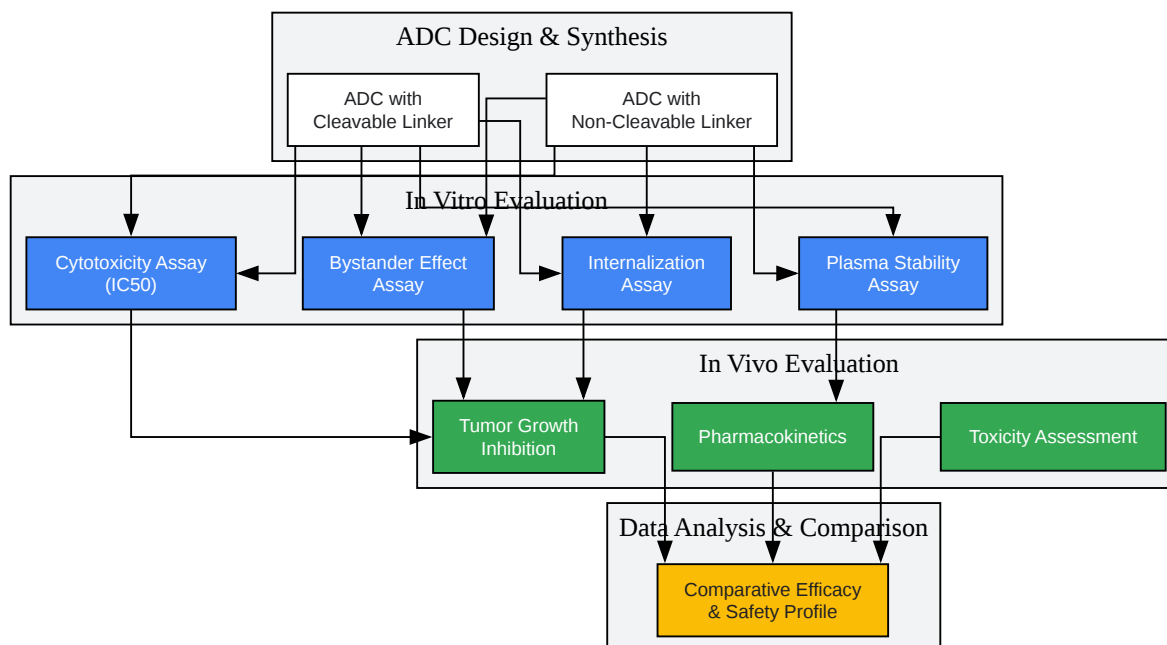 ADC Design & Synthesis
ADC with
Cleavable Linker
ADC with
Non-Cleavable Linker
In Vitro Evaluation
Cytotoxicity Assay
(IC50)
Bystander Effect
Assay
Internalization
Assay
Plasma Stability
Assay
In Vivo Evaluation
Tumor Growth
Inhibition
Pharmacokinetics
Toxicity Assessment
Data Analysis & Comparison
Comparative Efficacy
& Safety Profile